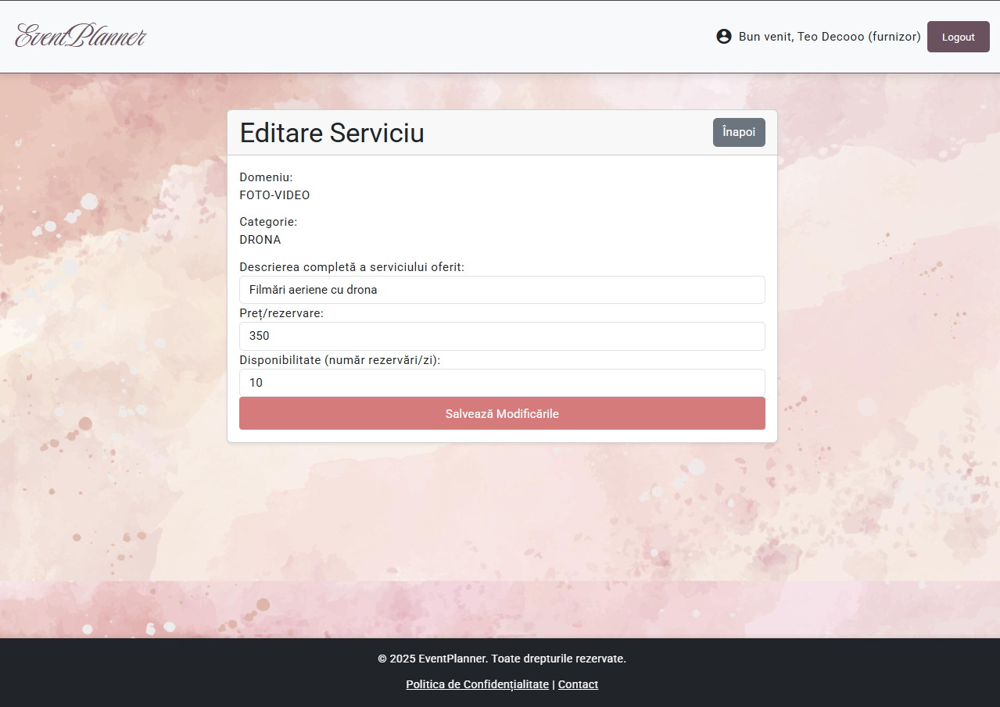 EventPlanner
Bun venit, Teo Decooo (furnizor)
Logout
Editare Serviciu
Înapoi
Domeniu:
FOTO-VIDEO
Categorie:
DRONA
Descrierea completă a serviciului oferit:
Filmări aeriene cu drona
Preț/rezervare:
350
Disponibilitate (număr rezervări/zi):
10
Salvează Modificările
© 2025 EventPlanner. Toate drepturile rezervate.
Politica de Confidențialitate | Contact